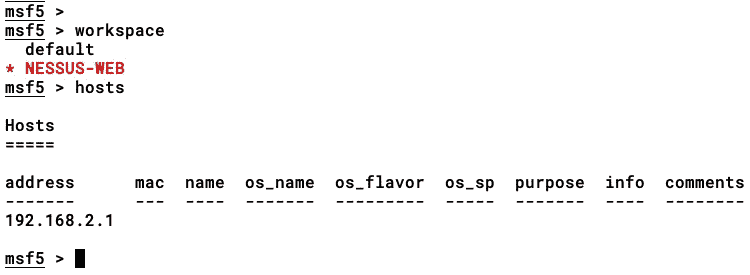 msf5 >
msf5 > workspace
  default
* NESSUS-WEB
msf5 > hosts
Hosts
=====
address      mac  name  os_name  os_flavor  os_sp  purpose  info  comments
-------      ---  ----  -------  ---------  -----  -------  ----  --------
192.168.2.1
msf5 >